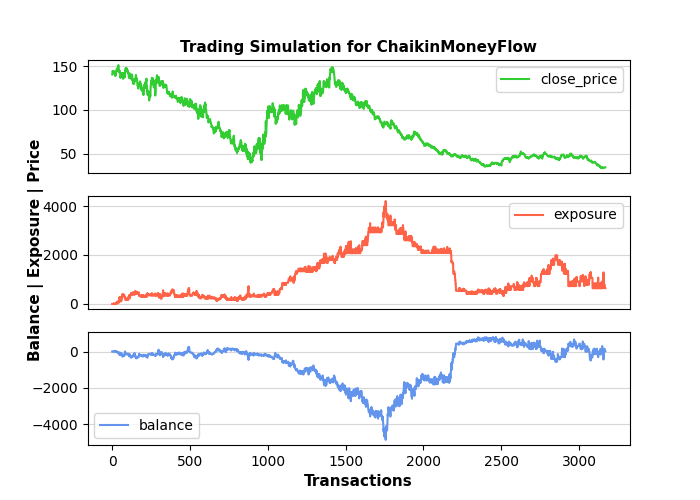 Trading Simulation for ChaikinMoneyFlow
Balance | Exposure | Price
150
100
50
close_price
4000
2000
0
exposure
0
−2000
−4000
balance
0
500
1000
1500
2000
2500
3000
Transactions